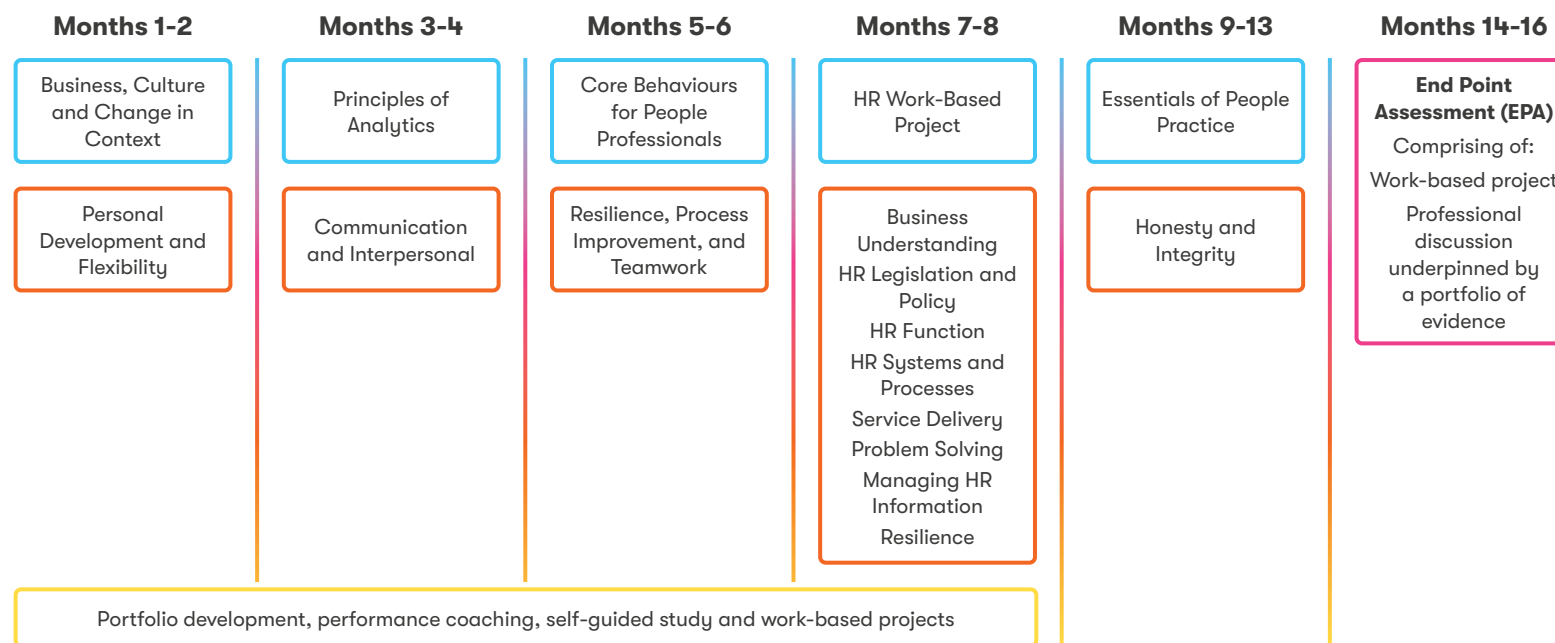 Months 1-2
Business, Culture
and Change in
Context
Personal
Development and
Flexibility
Months 3-4
Principles of
Analytics
Communication
and Interpersonal
Months 5-6
Core Behaviours
for People
Professionals
Resilience, Process
Improvement, and
Teamwork
Months 7-8
HR Work-Based
Project
Business
Understanding
HR Legislation and
Policy
HR Function
HR Systems and
Processes
Service Delivery
Problem Solving
Managing HR
Information
Resilience
Months 9-13
Essentials of People
Practice
Honesty and
Integrity
Months 14-16
End Point
Assessment (EPA)
Comprising of:
Work-based project
Professional
discussion
underpinned by
a portfolio of
evidence
Portfolio development, performance coaching, self-guided study and work-based projects